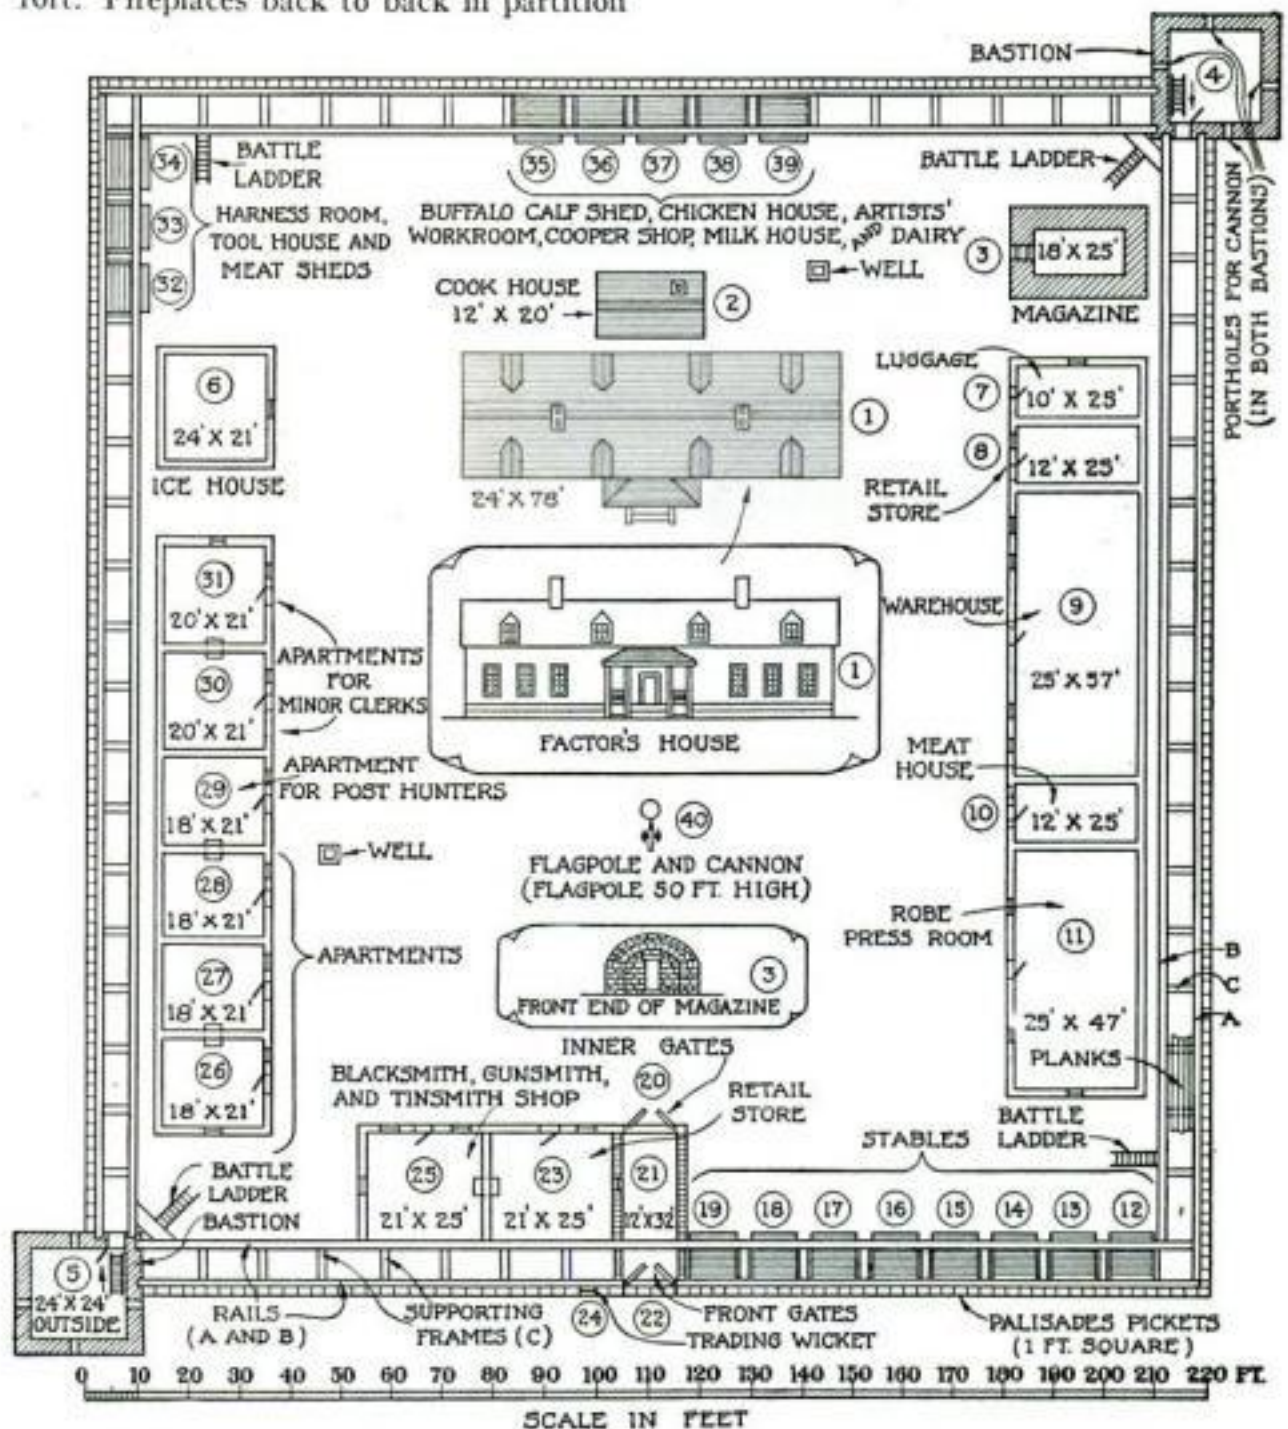 fort. Fireplaces back to back in partition
BASTION
4
34
BATTLE
LADDER
35
36
37
38
39
BATTLE LADDER
33
HARNESS ROOM,
TOOL HOUSE AND
MEAT SHEDS
32
BUFFALO CALF SHED, CHICKEN HOUSE, ARTISTS'
WORKROOM, COOPER SHOP, MILK HOUSE, AND DAIRY
PORTHOLES FOR CANNON
(IN BOTH BASTIONS)
3
18' X 25'
MAGAZINE
WELL
COOK HOUSE
12' X 20'
2
6
24' X 21'
ICE HOUSE
1
24' X 78'
LUGGAGE
7
10' X 25'
8
12' X 25'
RETAIL
STORE
31
20' X 21'
APARTMENTS
FOR
MINOR CLERKS
30
20' X 21'
1
FACTOR'S HOUSE
WAREHOUSE
9
25' X 57'
29
18' X 21'
APARTMENT
FOR POST HUNTERS
MEAT
HOUSE
10
12' X 25'
WELL
40
FLAGPOLE AND CANNON
(FLAGPOLE 50 FT. HIGH)
28
18' X 21'
APARTMENTS
27
18' X 21'
26
18' X 21'
3
FRONT END OF MAGAZINE
ROBE
PRESS ROOM
11
25' X 47'
B
C
A
PLANKS
INNER GATES
20
BLACKSMITH, GUNSMITH,
AND TINSMITH SHOP
RETAIL
STORE
25
21' X 25'
23
21' X 25'
21
12' X 32'
STABLES
BATTLE
LADDER
19
18
17
16
15
14
13
12
BATTLE
LADDER
BASTION
5
24' X 24'
OUTSIDE
RAILS
(A AND B)
SUPPORTING
FRAMES (C)
24
22
FRONT GATES
TRADING WICKET
PALISADES PICKETS
(1 FT. SQUARE)
0 10 20 30 40 50 60 70 80 90 100 110 120 130 140 150 160 170 180 190 200 210 220 FT.
SCALE IN FEET